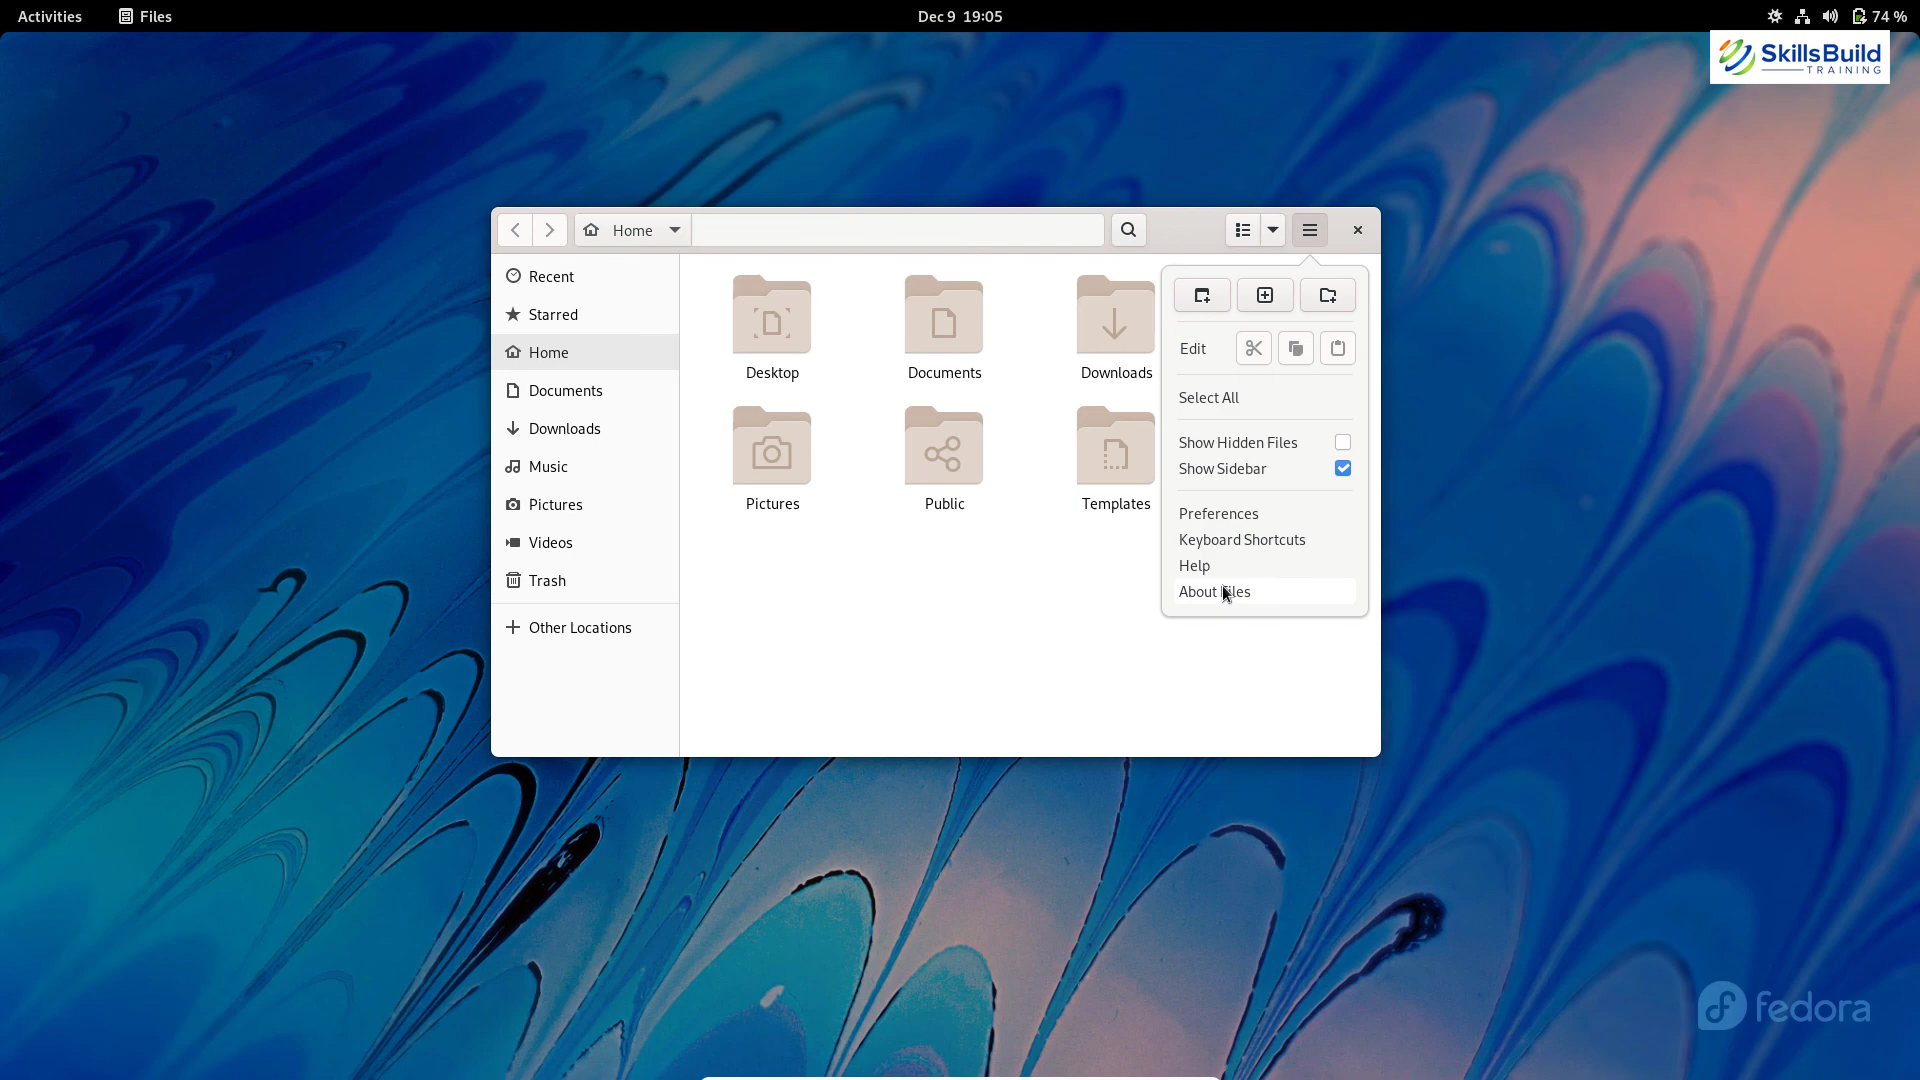 Activities
Files
Dec 9 19:05
74 %
SkillsBuild
TRAINING
Home
Recent
Starred
Home
Documents
Downloads
Music
Pictures
Videos
Trash
Other Locations
Desktop
Documents
Downloads
Pictures
Public
Templates
Edit
Select All
Show Hidden Files
Show Sidebar
Preferences
Keyboard Shortcuts
Help
About Files
fedora